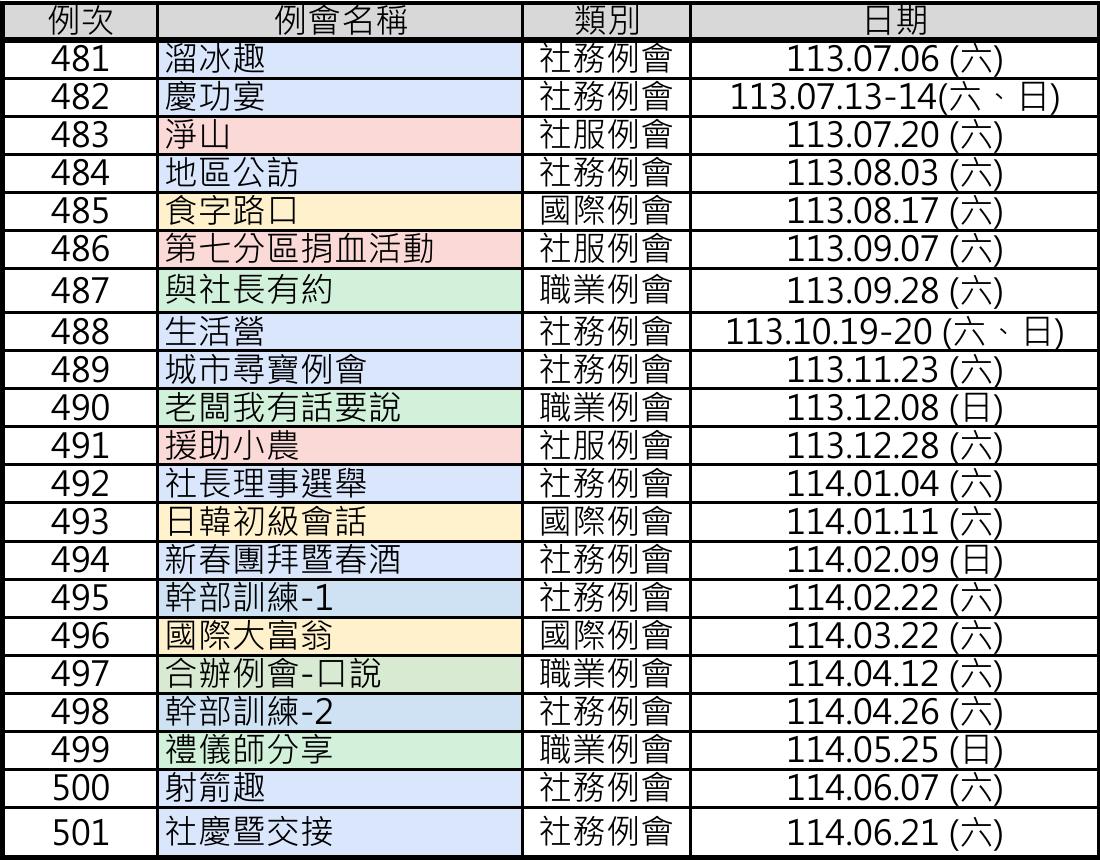 例次 例會名稱 類別 日期
481 溜冰趣 社務例會 113.07.06 (六)
482 慶功宴 社務例會 113.07.13-14(六、日)
483 淨山 社服例會 113.07.20 (六)
484 地區公訪 社務例會 113.08.03 (六)
485 食字路口 國際例會 113.08.17 (六)
486 第七分區捐血活動 社服例會 113.09.07 (六)
487 與社長有約 職業例會 113.09.28 (六)
488 生活營 社務例會 113.10.19-20 (六、日)
489 城市尋寶例會 社務例會 113.11.23 (六)
490 老闆我有話要說 職業例會 113.12.08 (日)
491 援助小農 社服例會 113.12.28 (六)
492 社長理事選舉 社務例會 114.01.04 (六)
493 日韓初級會話 國際例會 114.01.11 (六)
494 新春團拜暨春酒 社務例會 114.02.09 (日)
495 幹部訓練-1 社務例會 114.02.22 (六)
496 國際大富翁 國際例會 114.03.22 (六)
497 合辦例會-口說 職業例會 114.04.12 (六)
498 幹部訓練-2 社務例會 114.04.26 (六)
499 禮儀師分享 職業例會 114.05.25 (日)
500 射箭趣 社務例會 114.06.07 (六)
501 社慶暨交接 社務例會 114.06.21 (六)